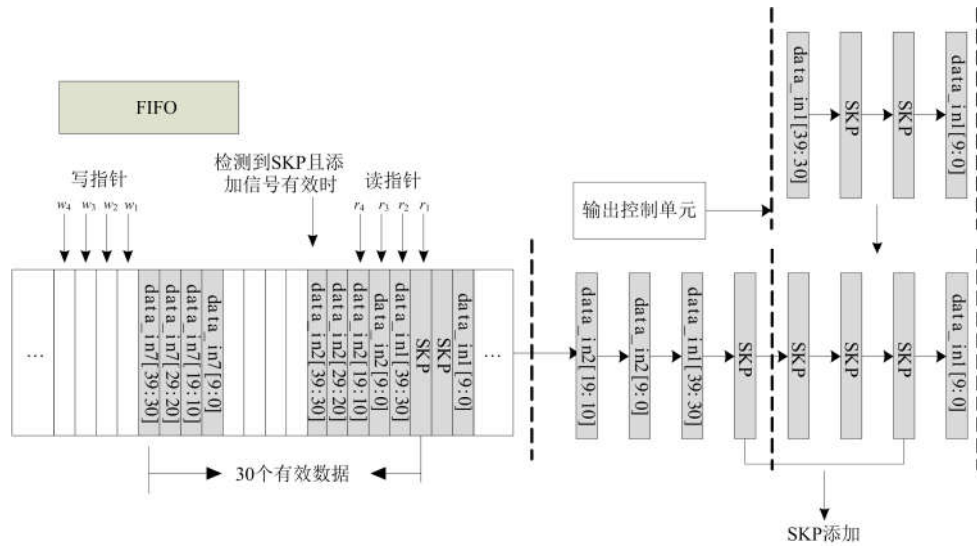 FIFO
检测到SKP且添
加信号有效时
写指针
读指针
w4 w3 w2 w1
r4 r3 r2 r1
…
data_in7[39:30]
data_in7[29:20]
data_in7[19:10]
data_in7[9:0]
data_in2[39:30]
data_in2[29:20]
data_in2[19:10]
data_in2[9:0]
data_in1[39:30]
SKP
SKP
data_in1[9:0]
…
30个有效数据
输出控制单元
data_in1[39:30]
SKP
SKP
data_in1[9:0]
data_in2[19:10]
data_in2[9:0]
data_in1[39:30]
SKP
SKP
SKP
SKP
data_in1[9:0]
SKP添加